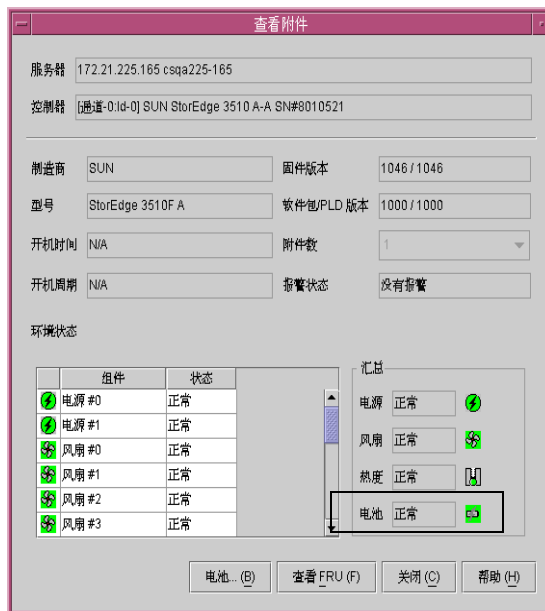 查看附件
服务器 172.21.225.165 csqa225-165
控制器 [通道-0:Id-0] SUN StorEdge 3510 A-A SN#8010521
制造商 SUN 固件版本 1046 / 1046
型号 StorEdge 3510F A 软件包/PLD 版本 1000 / 1000
开机时间 N/A 附件数 1
开机周期 N/A 报警状态 没有报警
环境状态
汇总
组件 状态
电源 #0 正常 电源 正常
电源 #1 正常
风扇 #0 正常 风扇 正常
风扇 #1 正常 热度 正常
风扇 #2 正常
风扇 #3 正常 电池 正常
电池... (B) 查看 FRU (F) 关闭 (C) 帮助 (H)